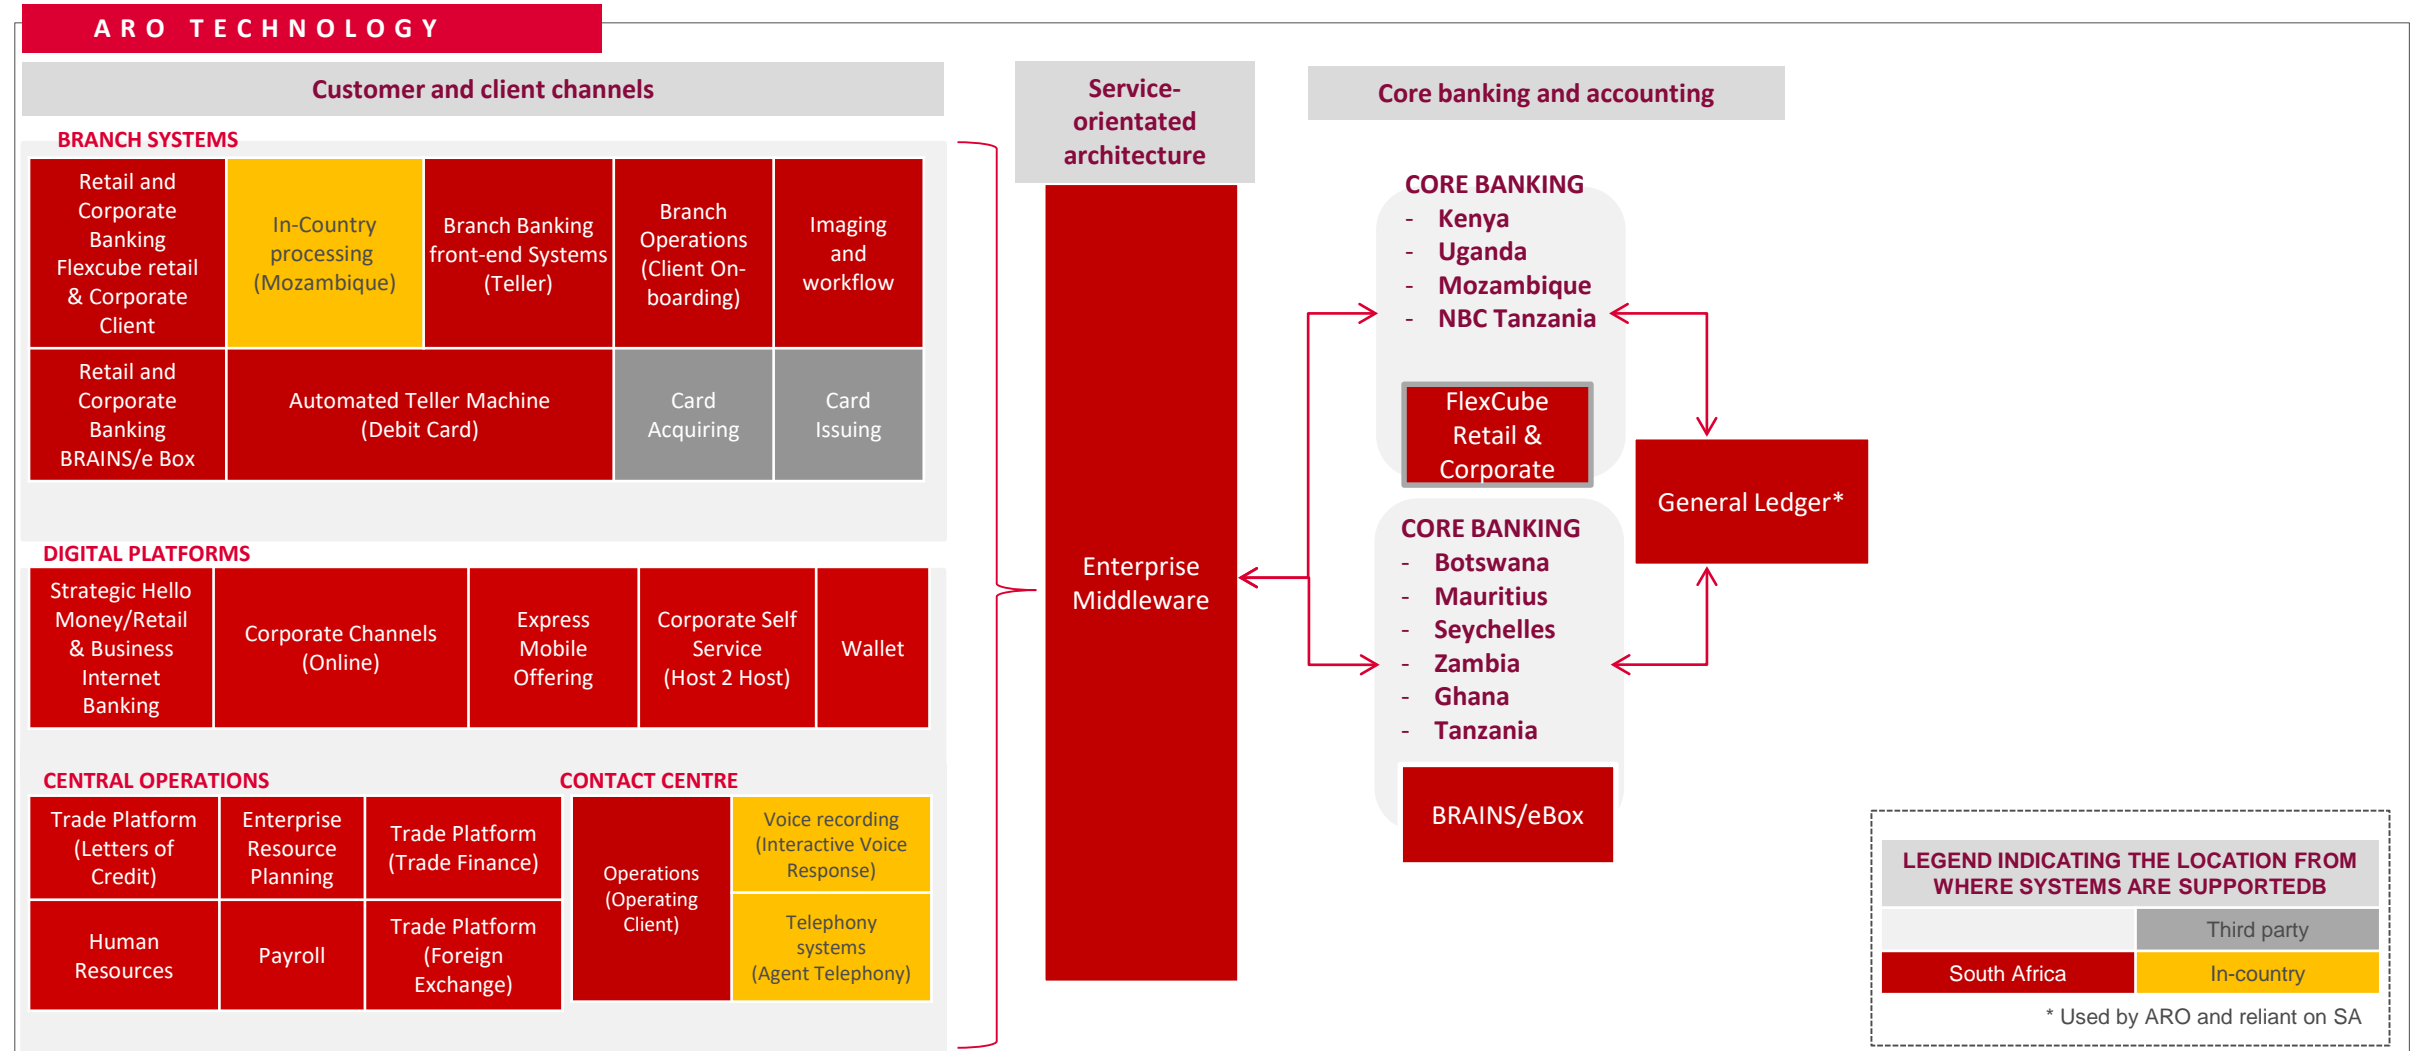 ARO TECHNOLOGY
Customer and client channels
BRANCH SYSTEMS
Retail and
Corporate
Banking
Flexcube retail
& Corporate
Client
In-Country
processing
(Mozambique)
Branch Banking
front-end Systems
(Teller)
Branch
Operations
(Client On-
boarding)
Imaging
and
workflow
Retail and
Corporate
Banking
BRAINS/e Box
Automated Teller Machine
(Debit Card)
Card
Acquiring
Card
Issuing
DIGITAL PLATFORMS
Strategic Hello
Money/Retail
& Business
Internet
Banking
Corporate Channels
(Online)
Express
Mobile
Offering
Corporate Self
Service
(Host 2 Host)
Wallet
CENTRAL OPERATIONS
Trade Platform
(Letters of
Credit)
Enterprise
Resource
Planning
Trade Platform
(Trade Finance)
Human
Resources
Payroll
Trade Platform
(Foreign
Exchange)
CONTACT CENTRE
Operations
(Operating
Client)
Voice recording
(Interactive Voice
Response)
Telephony
systems
(Agent Telephony)
Service-
orientated
architecture
Enterprise
Middleware
Core banking and accounting
CORE BANKING
- Kenya
- Uganda
- Mozambique
- NBC Tanzania
FlexCube
Retail &
Corporate
CORE BANKING
- Botswana
- Mauritius
- Seychelles
- Zambia
- Ghana
- Tanzania
BRAINS/eBox
General Ledger*
LEGEND INDICATING THE LOCATION FROM
WHERE SYSTEMS ARE SUPPORTEDB
Third party
South Africa
In-country
* Used by ARO and reliant on SA